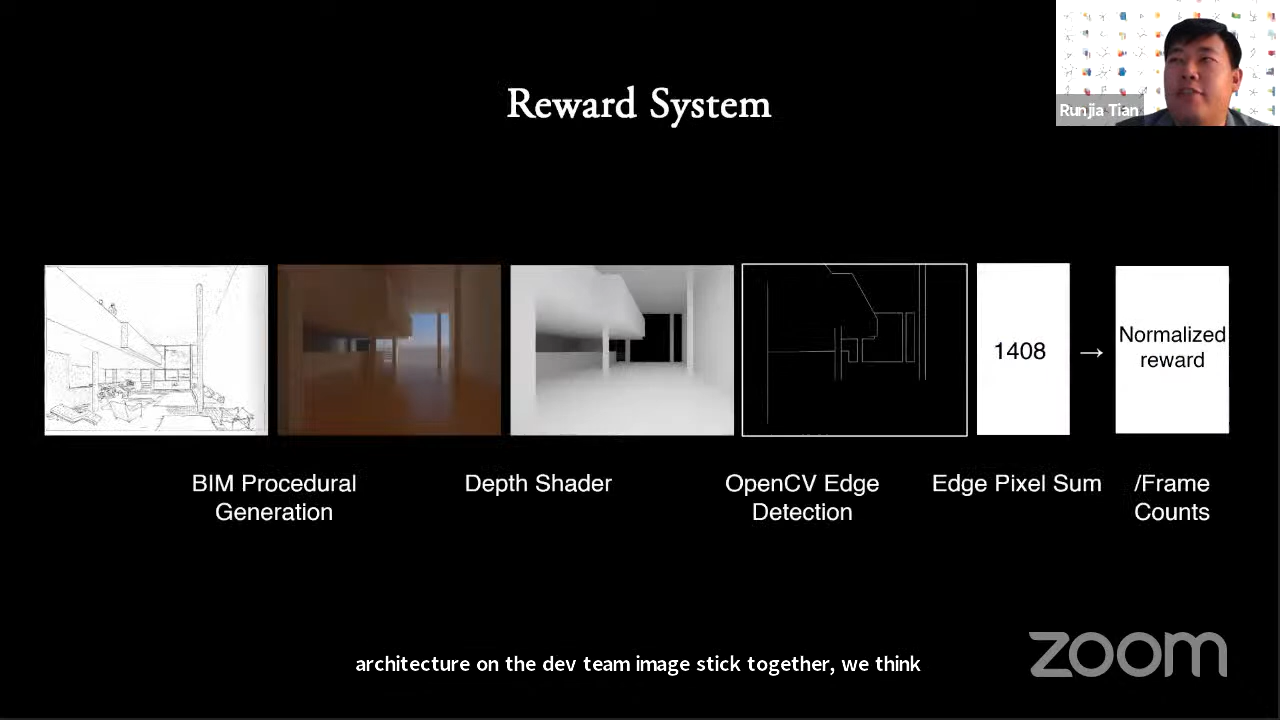 Reward System
Runjia Tian
1408
→
Normalized
reward
BIM Procedural
Generation
Depth Shader
OpenCV Edge
Detection
Edge Pixel Sum
/Frame
Counts
architecture on the dev team image stick together, we think
zoom